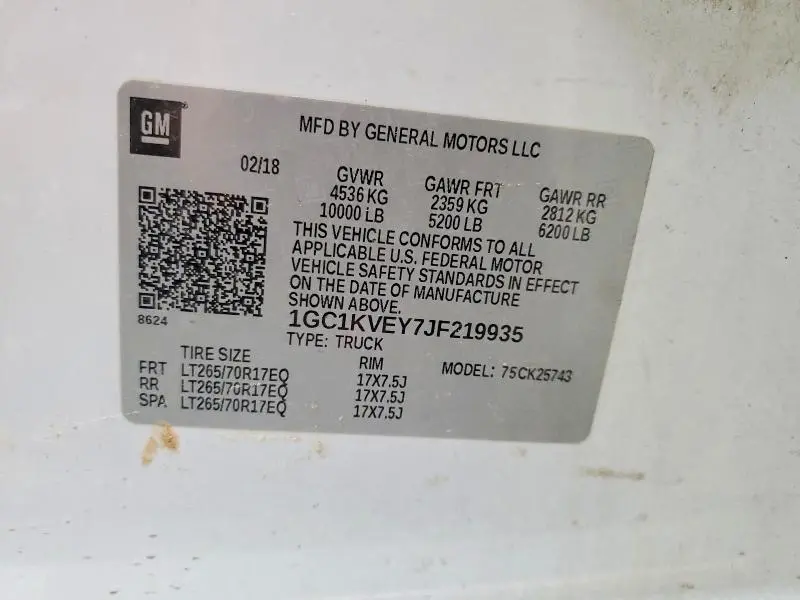 GM
MFD BY GENERAL MOTORS LLC
02/18 GVWR GAWR FRT GAWR RR
4536 KG 2359 KG 2812 KG
10000 LB 5200 LB 6200 LB
THIS VEHICLE CONFORMS TO ALL
APPLICABLE U.S. FEDERAL MOTOR
VEHICLE SAFETY STANDARDS IN EFFECT
ON THE DATE OF MANUFACTURE
SHOWN ABOVE.
8624
1GC1KVEY7JF219935
TYPE: TRUCK
TIRE SIZE RIM MODEL: 75CK25743
FRT LT265/70R17EQ 17X7.5J
RR LT265/70R17EQ 17X7.5J
SPA LT265/70R17EQ 17X7.5J